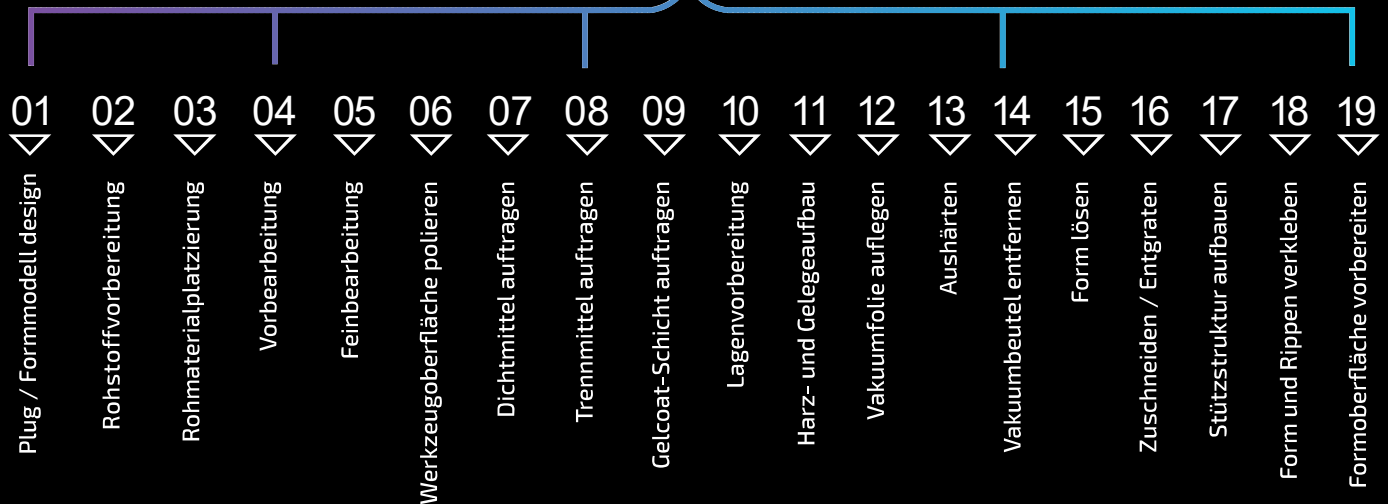 01 02 03 04 05 06 07 08 09 10 11 12 13 14 15 16 17 18 19
Plug / Formmodell design
Rohstoffvorbereitung
Rohmaterialplatzierung
Vorbearbeitung
Feinbearbeitung
Werkzeugoberfläche polieren
Dichtmittel auftragen
Trennmittel auftragen
Gelcoat-Schicht auftragen
Lagenvorbereitung
Harz- und Gelegeaufbau
Vakuumfolie auflegen
Aushärten
Vakuumbeutel entfernen
Form lösen
Zuschneiden / Entgraten
Stützstruktur aufbauen
Form und Rippen verkleben
Formoberfläche vorbereiten